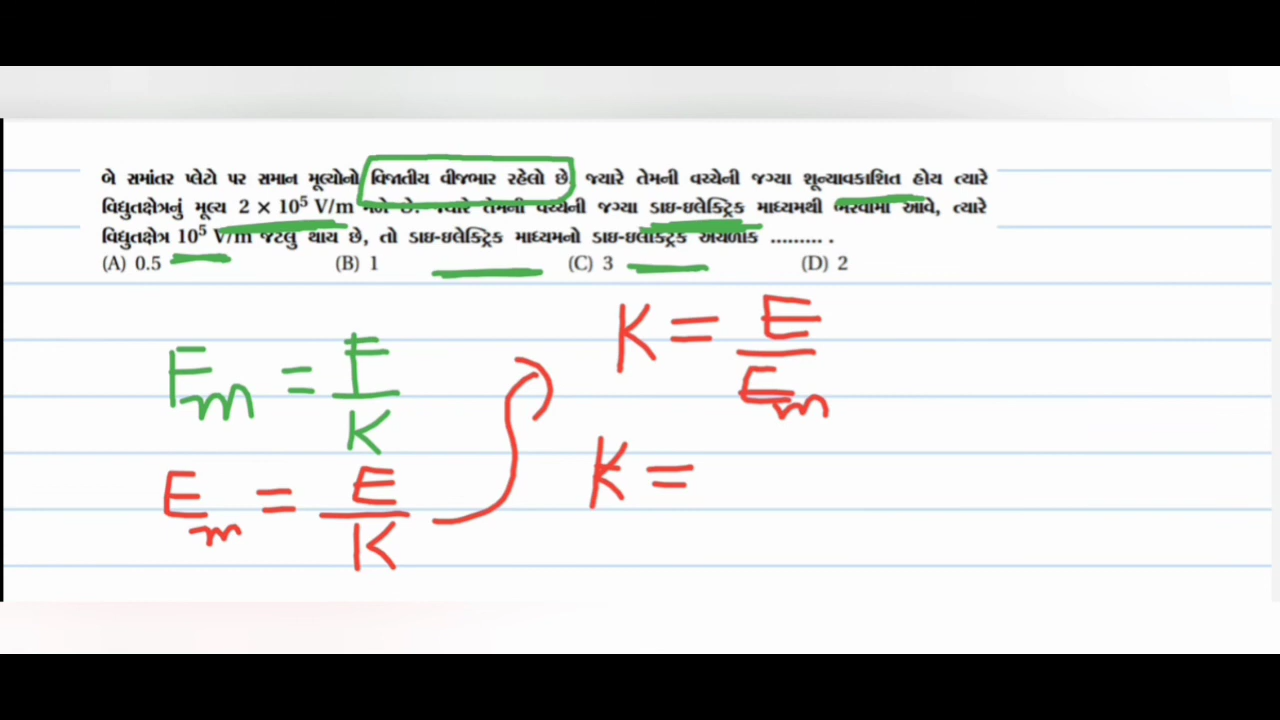 બે સમાંતર પ્લેટો પર સમાન મૂલ્યોનો વિજાતીય વીજભાર રહેલો છે. જ્યારે તેમની વચ્ચેની જગ્યા શૂન્યાવકાશિત હોય ત્યારે
વિદ્યુતક્ષેત્રનું મૂલ્ય 2 × 10⁵ V/m મળે છે. જ્યારે તેમની વચ્ચેની જગ્યા ડાઇ-ઇલેક્ટ્રિક માધ્યમથી ભરવામાં આવે, ત્યારે
વિદ્યુતક્ષેત્ર 10⁵ V/m જેટલુ થાય છે, તો ડાઇ-ઇલેક્ટ્રિક માધ્યમનો ડાઇ-ઇલેક્ટ્રિક અચળાંક ......... .
(A) 0.5 (B) 1 (C) 3 (D) 2
Em = E/K
Em = E/K
K = E/Em
K =